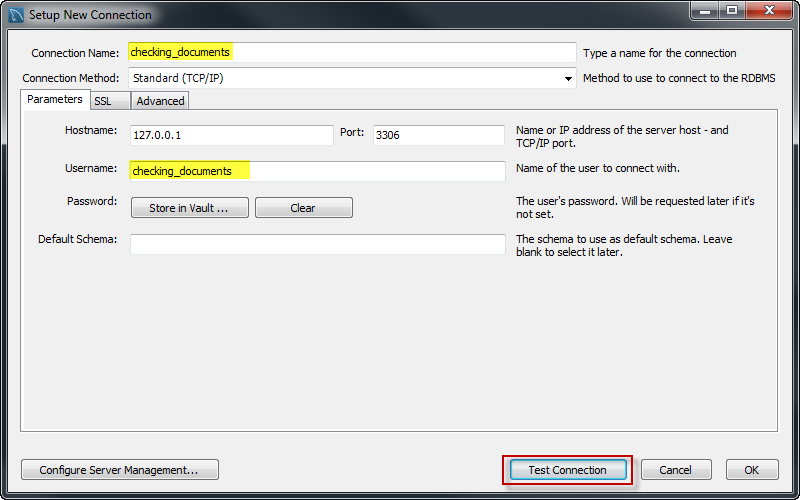 Setup New Connection
Connection Name: checking_documents Type a name for the connection
Connection Method: Standard (TCP/IP) Method to use to connect to the RDBMS
Parameters SSL Advanced
Hostname: 127.0.0.1 Port: 3306 Name or IP address of the server host - and
TCP/IP port.
Username: checking_documents Name of the user to connect with.
Password: Store in Vault ... Clear The user's password. Will be requested later if it's
not set.
Default Schema: The schema to use as default schema. Leave
blank to select it later.
Configure Server Management... Test Connection Cancel OK